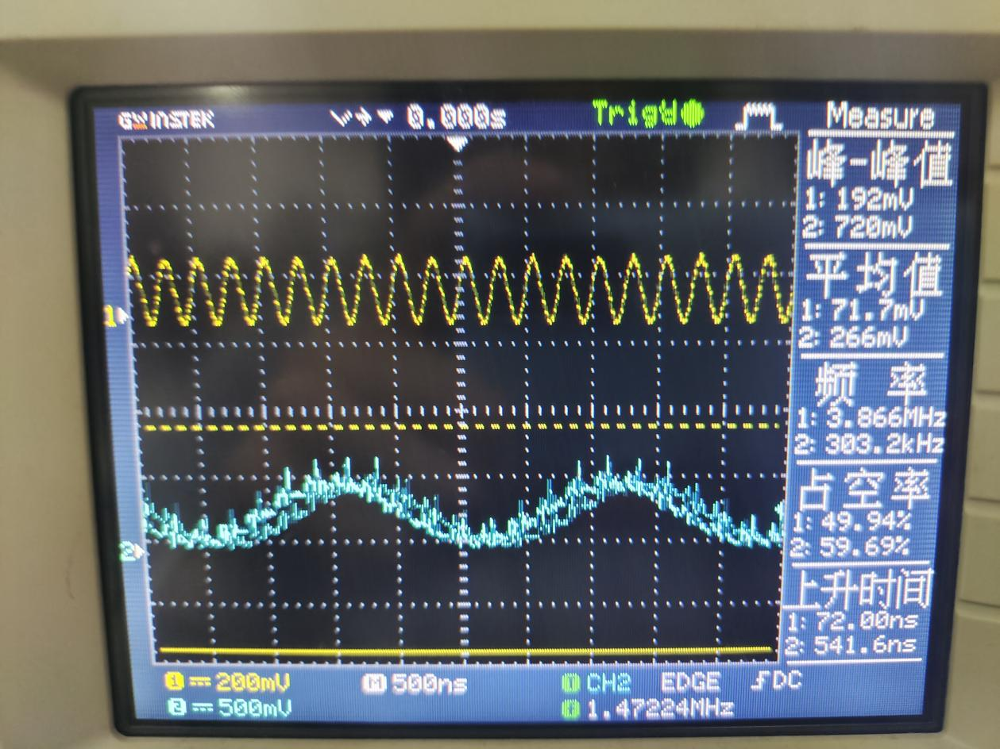 GWINSTEK 0.000s Trig'd Measure
峰-峰值
1: 192mV
2: 720mV
平均值
1: 71.7mV
2: 266mV
频率
1: 3.866MHz
2: 303.2kHz
占空率
1: 49.94%
2: 59.69%
上升时间
1: 72.00ns
2: 541.6ns
1
2
1 200mV M 500ns CH2 EDGE DC
2 500mV 1.47224MHz